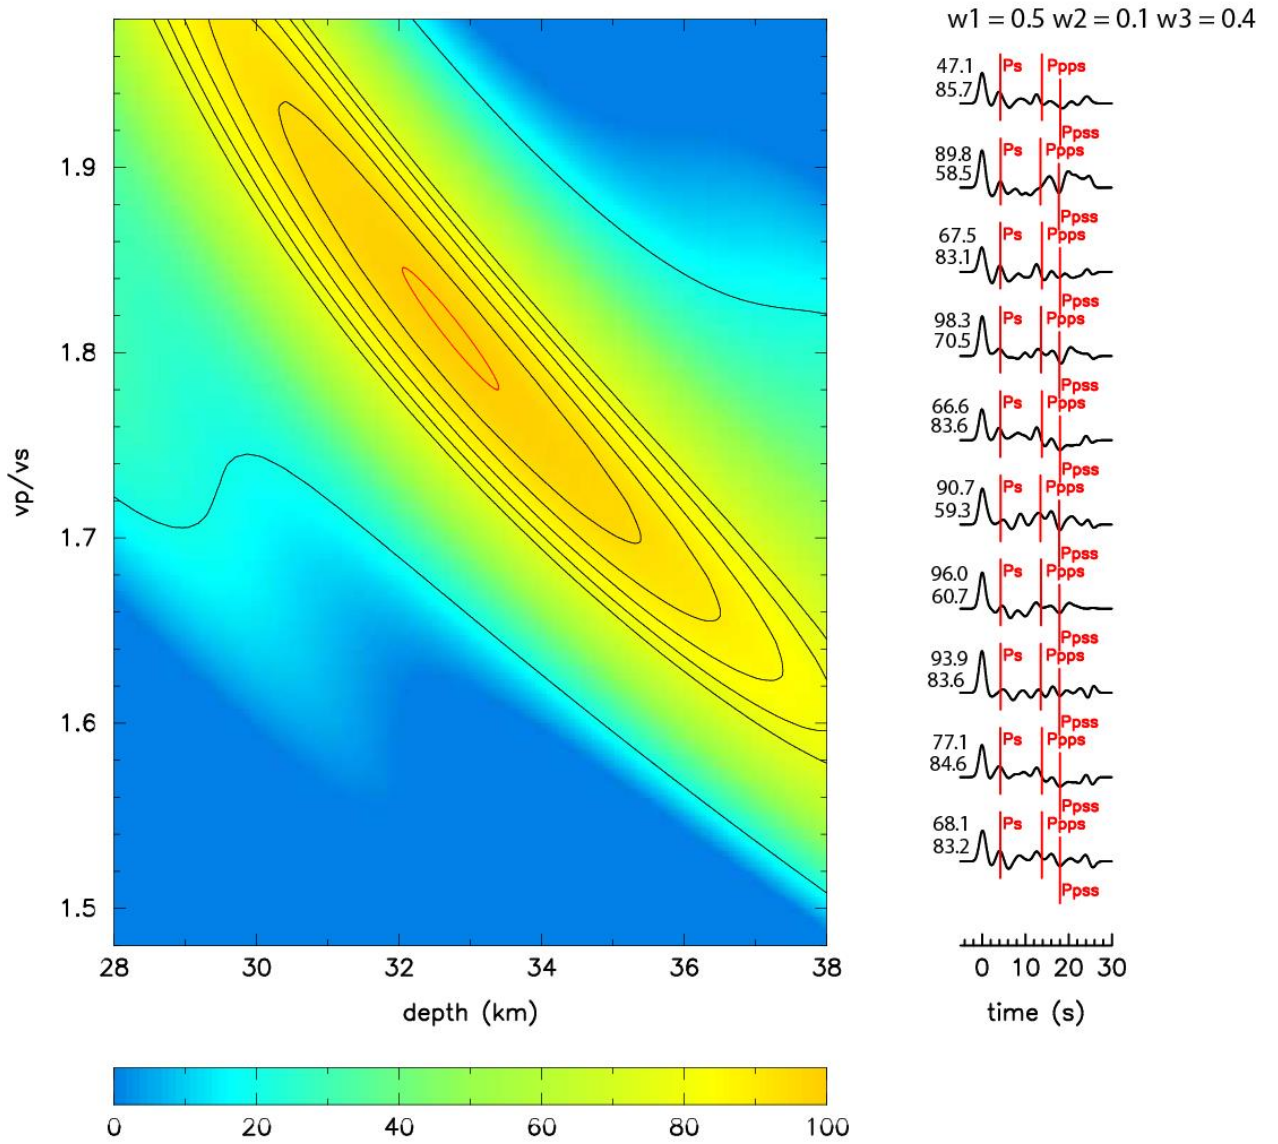 w1 = 0.5 w2 = 0.1 w3 = 0.4
1.9
1.8
1.7
1.6
1.5
vp/vs
28 30 32 34 36 38
depth (km)
0 20 40 60 80 100
47.1
85.7
Ps Ppps
Ppss
89.8
58.5
Ps Ppps
Ppss
67.5
83.1
Ps Ppps
Ppss
98.3
70.5
Ps Ppps
Ppss
66.6
83.6
Ps Ppps
Ppss
90.7
59.3
Ps Ppps
Ppss
96.0
60.7
Ps Ppps
Ppss
93.9
83.6
Ps Ppps
Ppss
77.1
84.6
Ps Ppps
Ppss
68.1
83.2
Ps Ppps
Ppss
0 10 20 30
time (s)